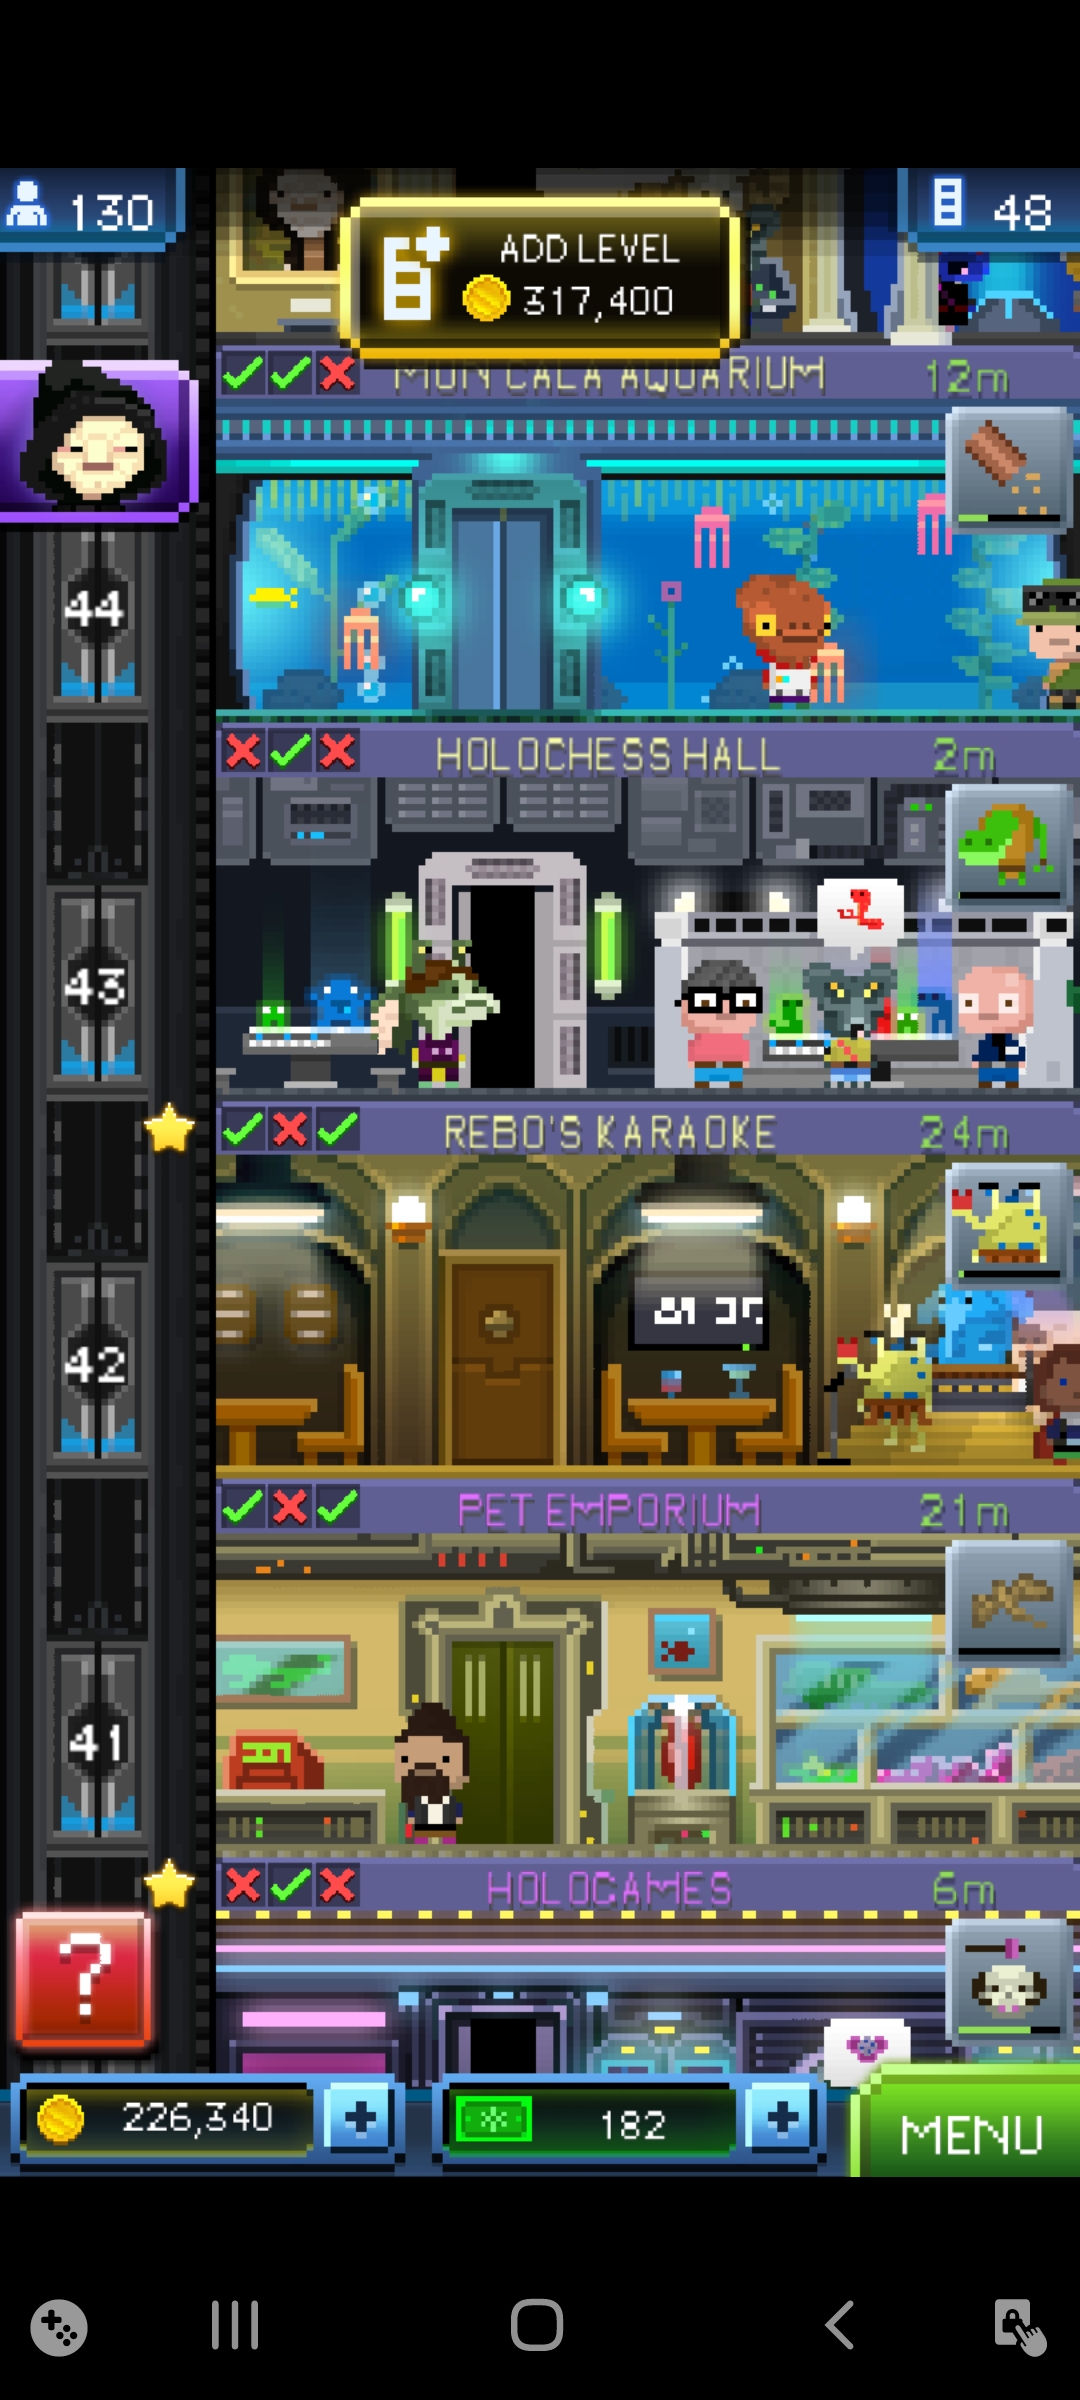 130
ADD LEVEL
317,400
48
MON CALA AQUARIUM
12m
44
HOLOCHESS HALL
2m
43
REBO'S KARAOKE
24m
42
PET EMPORIUM
21m
41
HOLOGAMES
6m
?
226,340
+
182
+
MENU